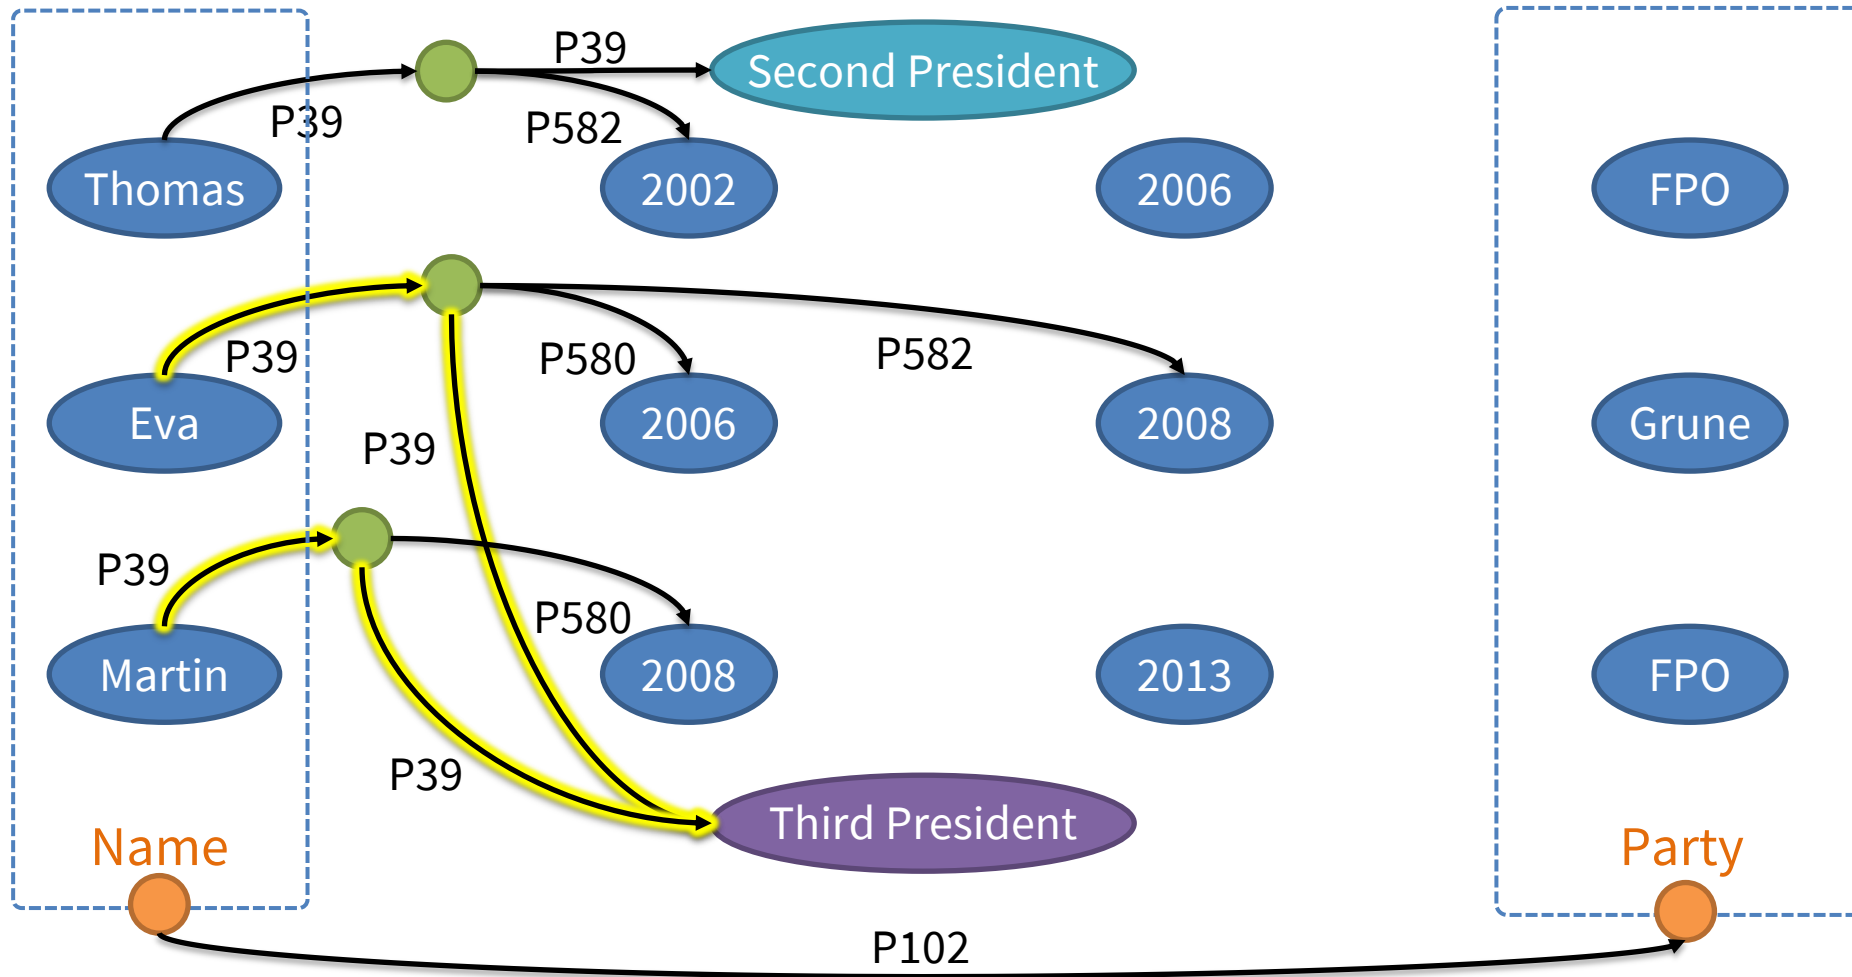 P39
Second President
P39
P582
Thomas
2002
2006
FPO
P39
P580
P582
Eva
2006
2008
Grune
P39
P39
P580
Martin
2008
2013
FPO
P39
Third President
Name
Party
P102